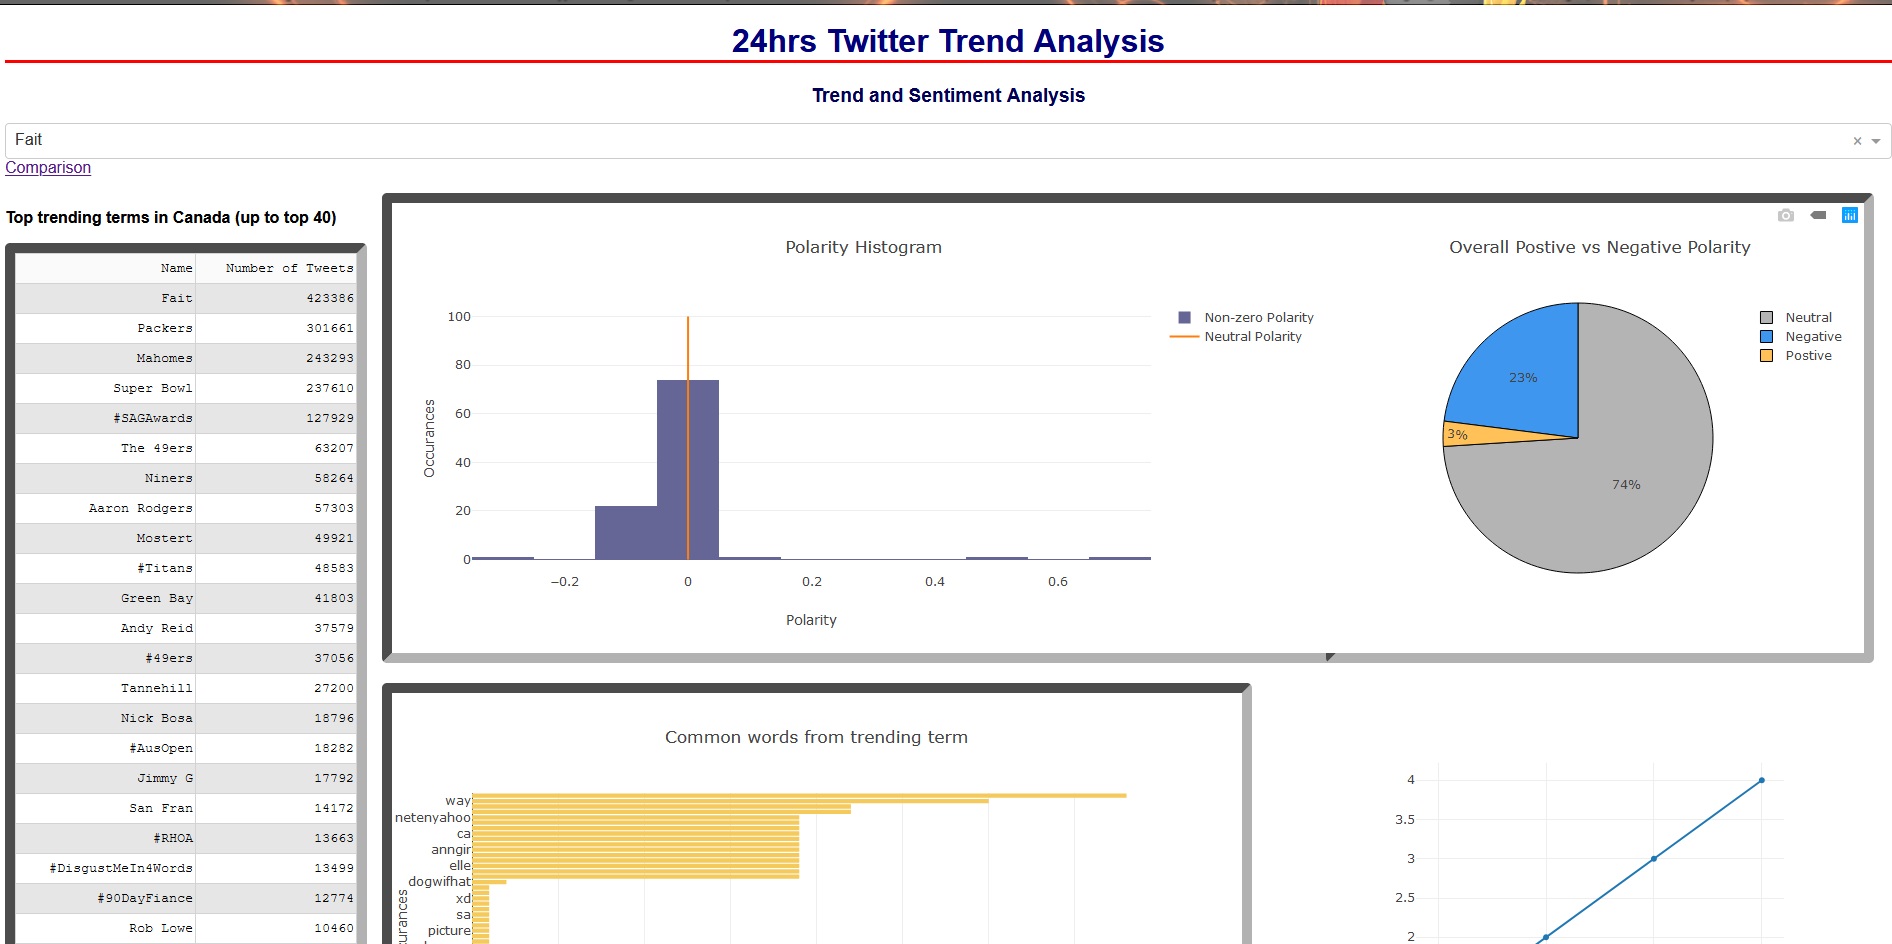 24hrs Twitter Trend Analysis
Trend and Sentiment Analysis
Fait
Comparison
Top trending terms in Canada (up to top 40)
Name Number of Tweets
Fait 423386
Packers 301661
Mahomes 243293
Super Bowl 237610
#SAGAwards 127929
The 49ers 63207
Niners 58264
Aaron Rodgers 57303
Mostert 49921
#Titans 48583
Green Bay 41803
Andy Reid 37579
#49ers 37056
Tannehill 27200
Nick Bosa 18796
#AusOpen 18282
Jimmy G 17792
San Fran 14172
#RHOA 13663
#DisgustMeIn4Words 13499
#90DayFiance 12774
Rob Lowe 10460
Polarity Histogram
100
80
60
40
20
0
Occurances
−0.2 0 0.2 0.4 0.6
Polarity
Non-zero Polarity
Neutral Polarity
Overall Postive vs Negative Polarity
23%
3%
74%
Neutral
Negative
Postive
Common words from trending term
way
netenyahoo
ca
anngir
elle
dogwifhat
xd
sa
picture
4
3.5
3
2.5
2